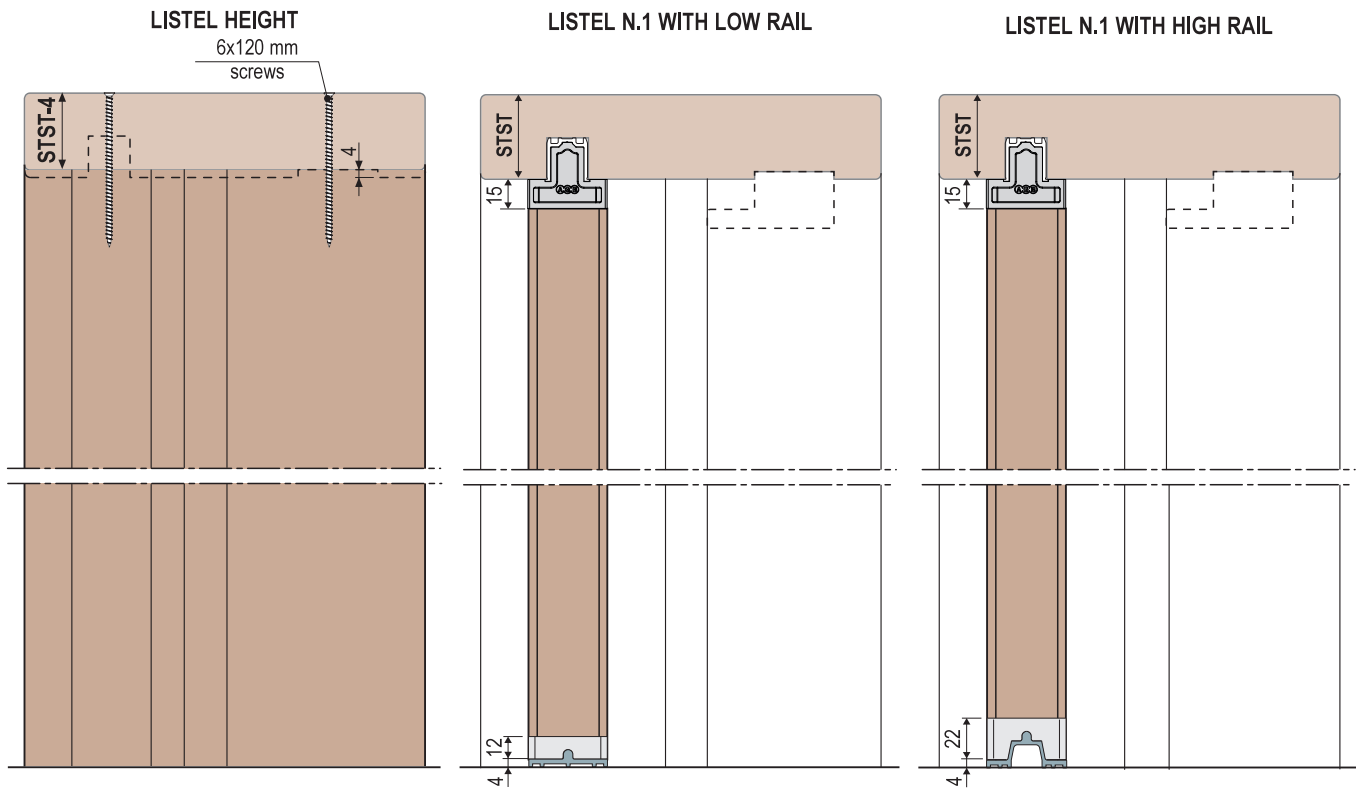 LISTEL HEIGHT
6x120 mm
screws
STST-4
4
LISTEL N.1 WITH LOW RAIL
STST
15
12
4
LISTEL N.1 WITH HIGH RAIL
STST
15
22
4